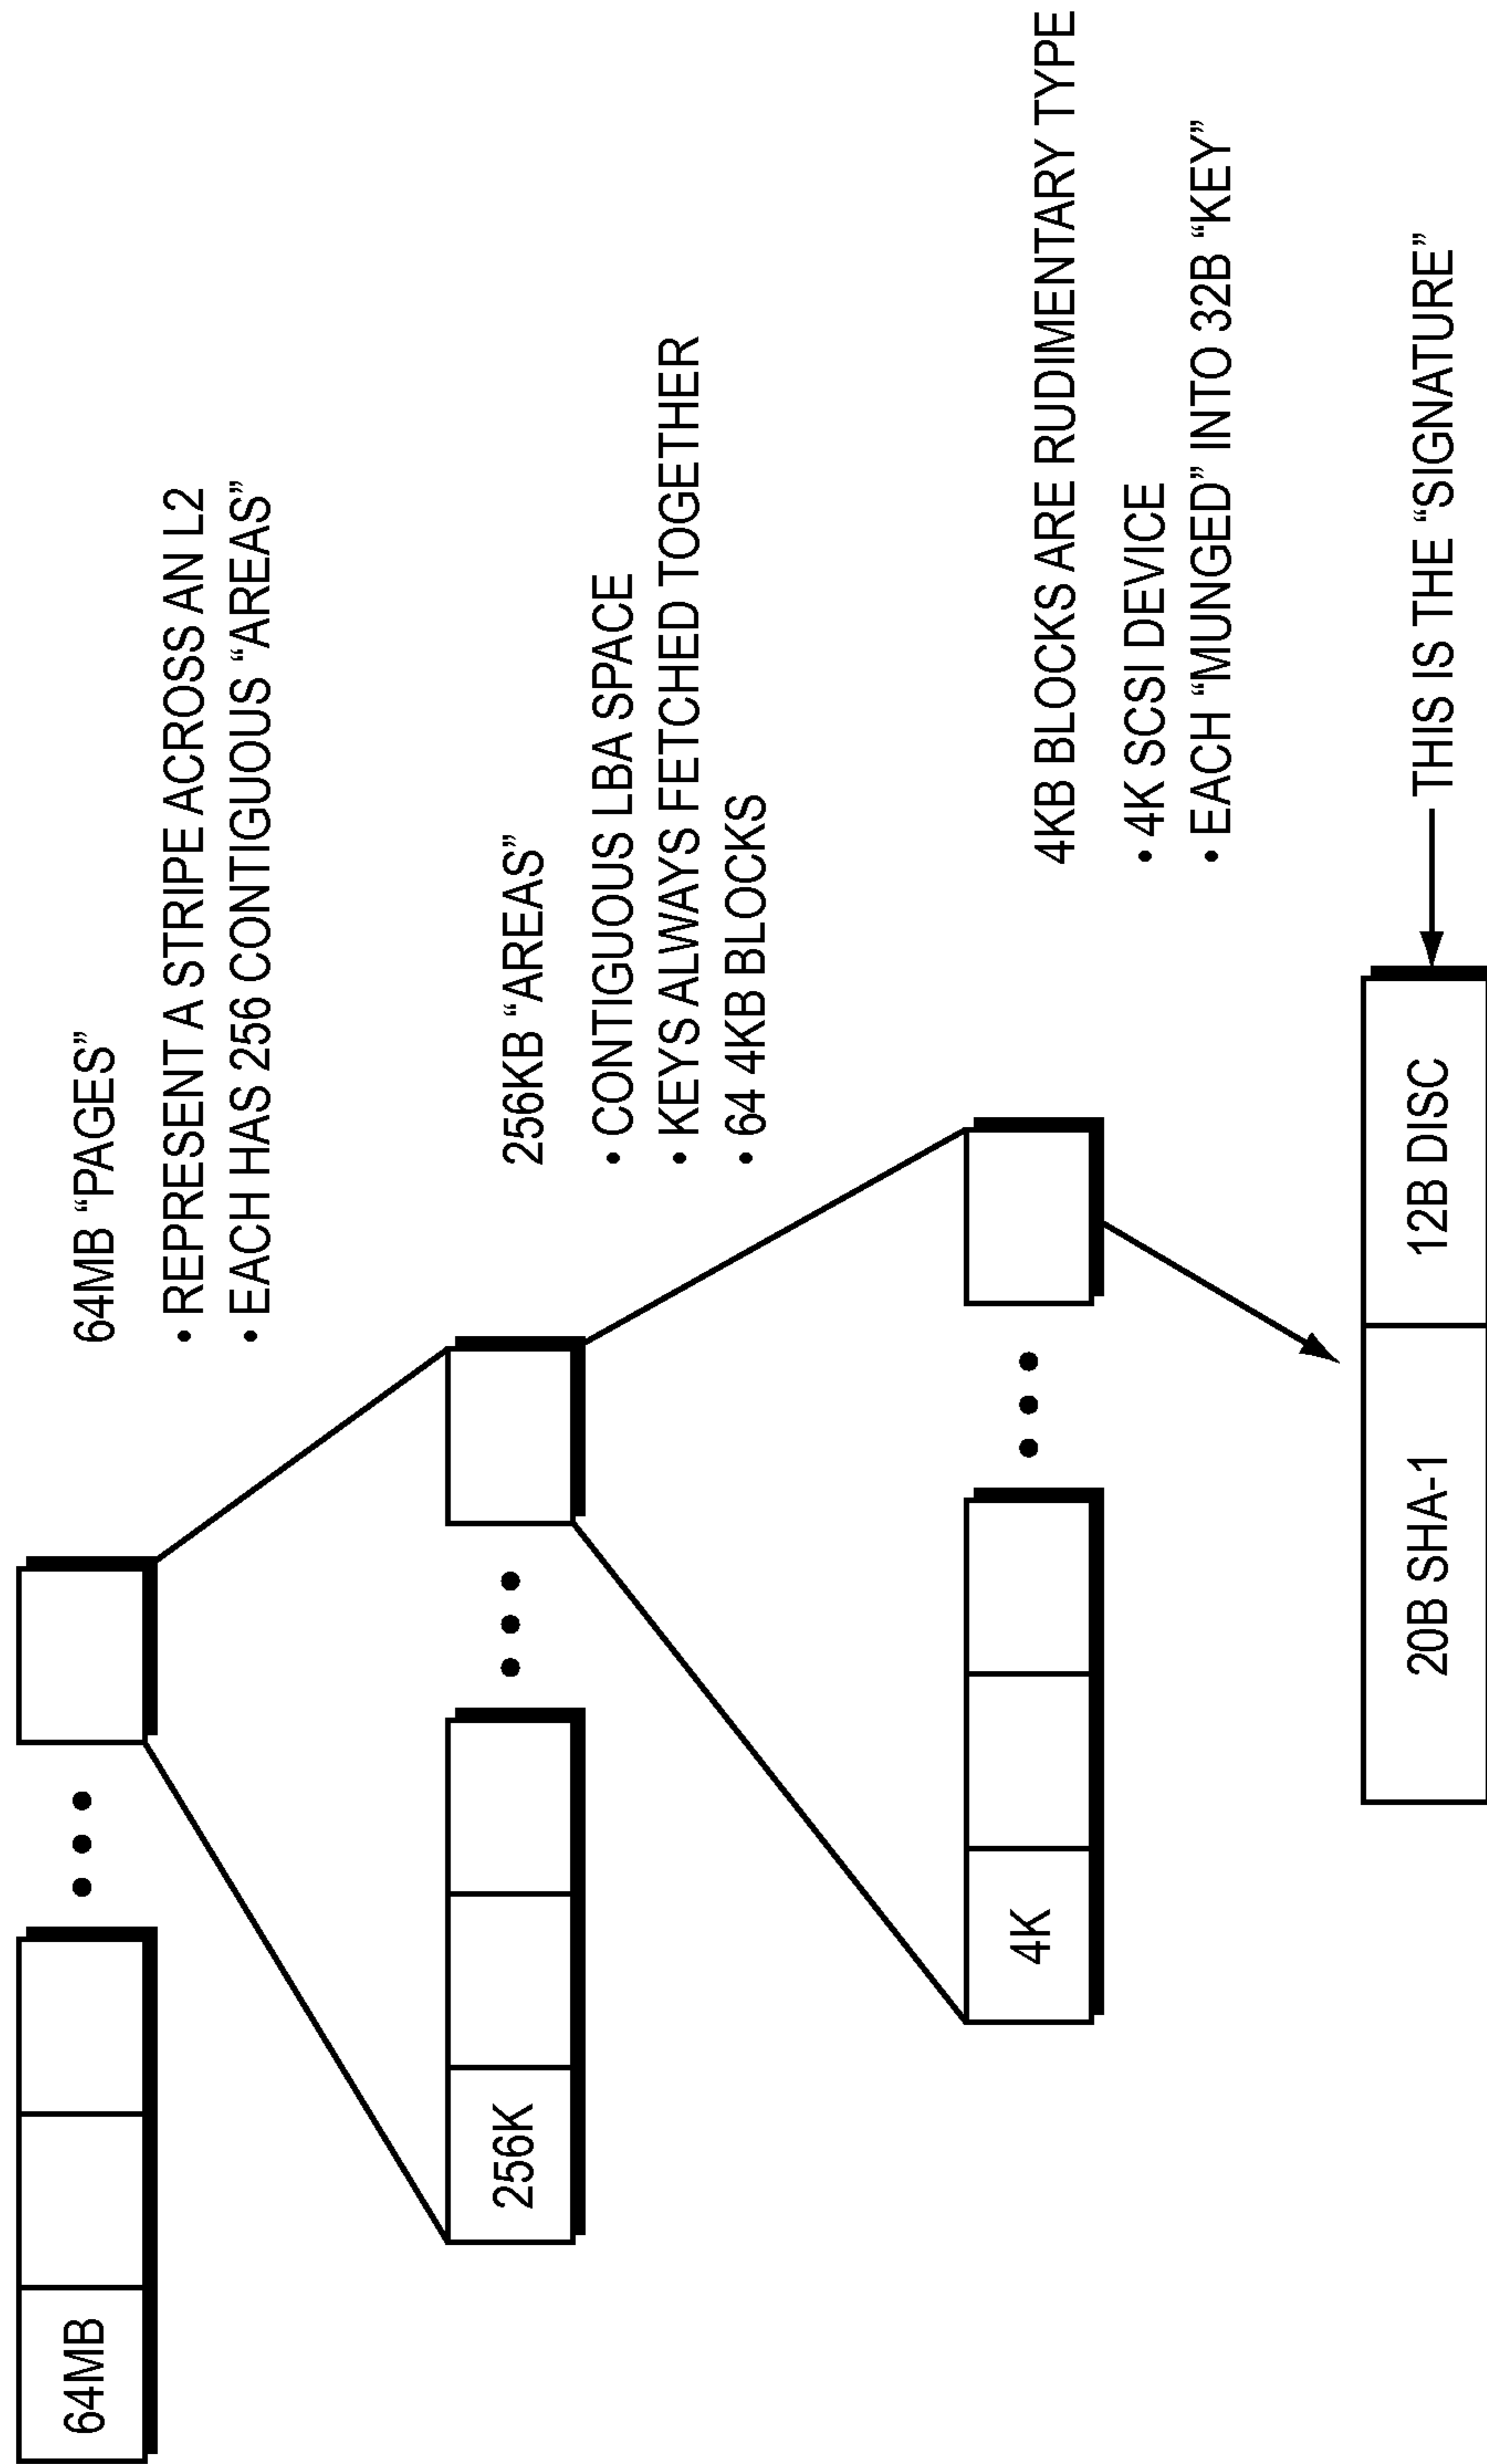 64MB
64MB “PAGES”
• REPRESENT A STRIPE ACROSS AN L2
• EACH HAS 256 CONTIGUOUS “AREAS”
256K
256KB “AREAS”
• CONTIGUOUS LBA SPACE
• KEYS ALWAYS FETCHED TOGETHER
• 64 4KB BLOCKS
4K
4KB BLOCKS ARE RUDIMENTARY TYPE
• 4K SCSI DEVICE
• EACH “MUNGED” INTO 32B “KEY”
20B SHA-1
12B DISC
THIS IS THE “SIGNATURE”